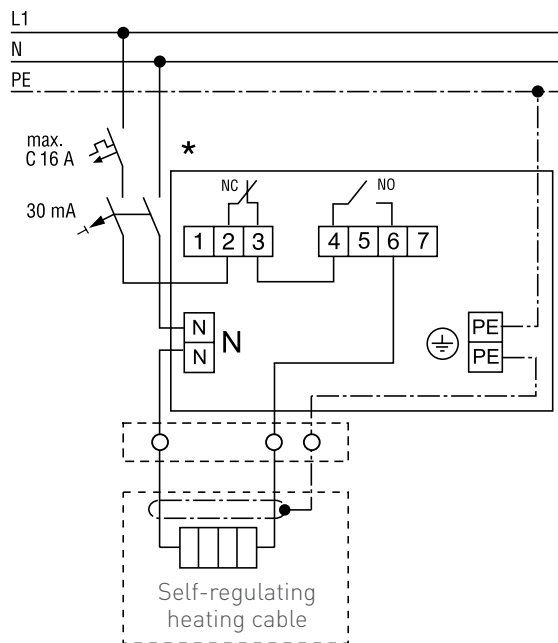 L1
N
PE
max.
C 16 A
*
30 mA
NC
NO
1 2 3
4 5 6 7
N
N
N
PE
PE
Self-regulating
heating cable